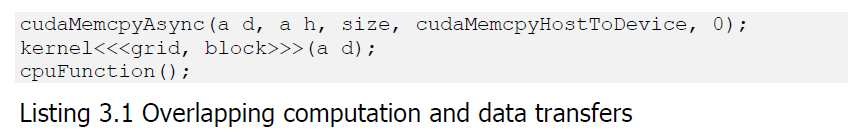 cudaMemcpyAsync(a d, a h, size, cudaMemcpyHostToDevice, 0);
kernel<<<grid, block>>>(a d);
cpuFunction();
Listing 3.1 Overlapping computation and data transfers